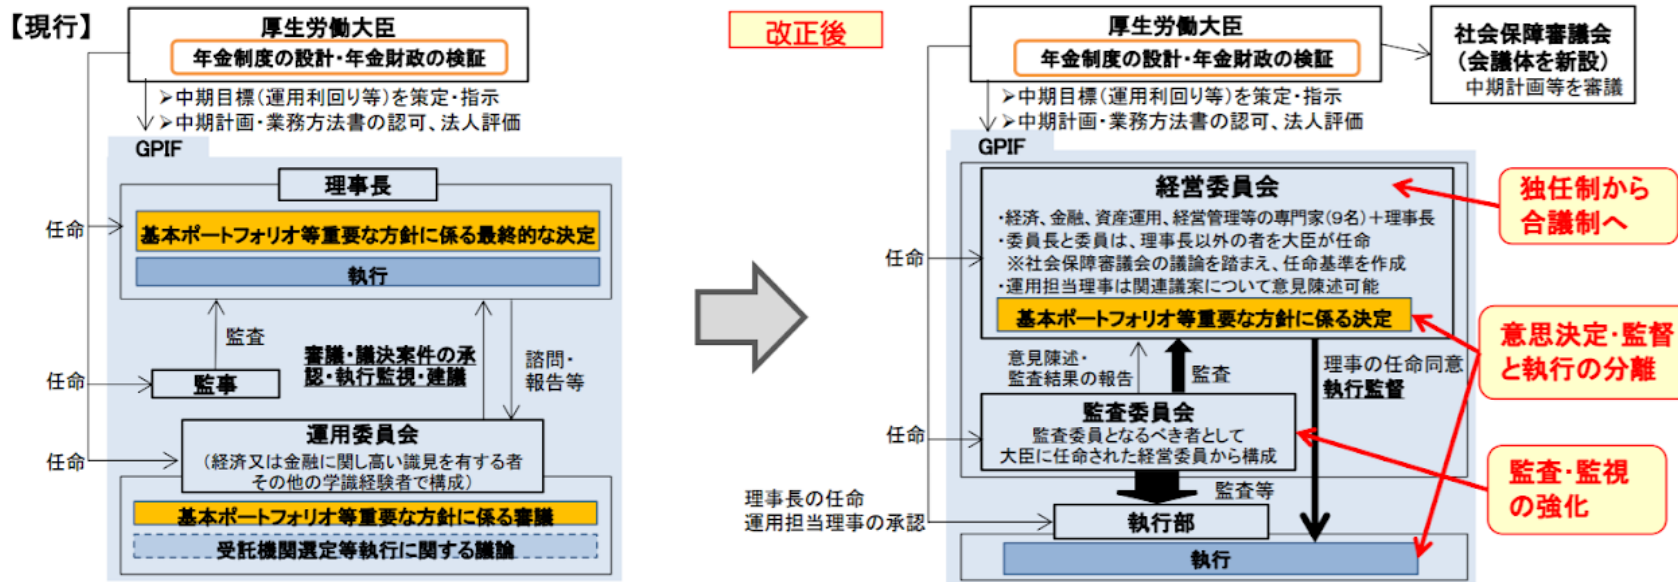 【現行】
厚生労働大臣
年金制度の設計・年金財政の検証
➢中期目標(運用利回り等)を策定・指示
➢中期計画・業務方法書の認可、法人評価
GPIF
理事長
任命
基本ポートフォリオ等重要な方針に係る最終的な決定
執行
監査
審議・議決案件の承
認・執行監視・建議
諮問・
報告等
任命
監事
運用委員会
任命
(経済又は金融に関し高い識見を有する者
その他の学識経験者で構成)
基本ポートフォリオ等重要な方針に係る審議
受託機関選定等執行に関する議論
改正後
厚生労働大臣
年金制度の設計・年金財政の検証
社会保障審議会
(会議体を新設)
中期計画等を審議
➢中期目標(運用利回り等)を策定・指示
➢中期計画・業務方法書の認可、法人評価
GPIF
経営委員会
・経済、金融、資産運用、経営管理等の専門家(9名)+理事長
・委員長と委員は、理事長以外の者を大臣が任命
※社会保障審議会の議論を踏まえ、任命基準を作成
・運用担当理事は関連議案について意見陳述可能
任命
基本ポートフォリオ等重要な方針に係る決定
意見陳述・
監査結果の報告
監査
理事の任命同意
執行監督
監査委員会
監査委員となるべき者として
大臣に任命された経営委員から構成
任命
監査等
理事長の任命
運用担当理事の承認
執行部
執行
独任制から
合議制へ
意思決定・監督
と執行の分離
監査・監視
の強化